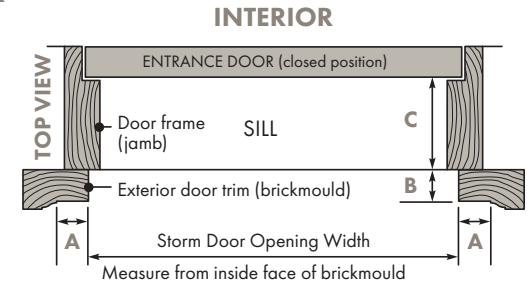 INTERIOR
TOP VIEW
ENTRANCE DOOR (closed position)
Door frame
(jamb)
SILL
C
Exterior door trim (brickmould)
B
A
Storm Door Opening Width
A
Measure from inside face of brickmould